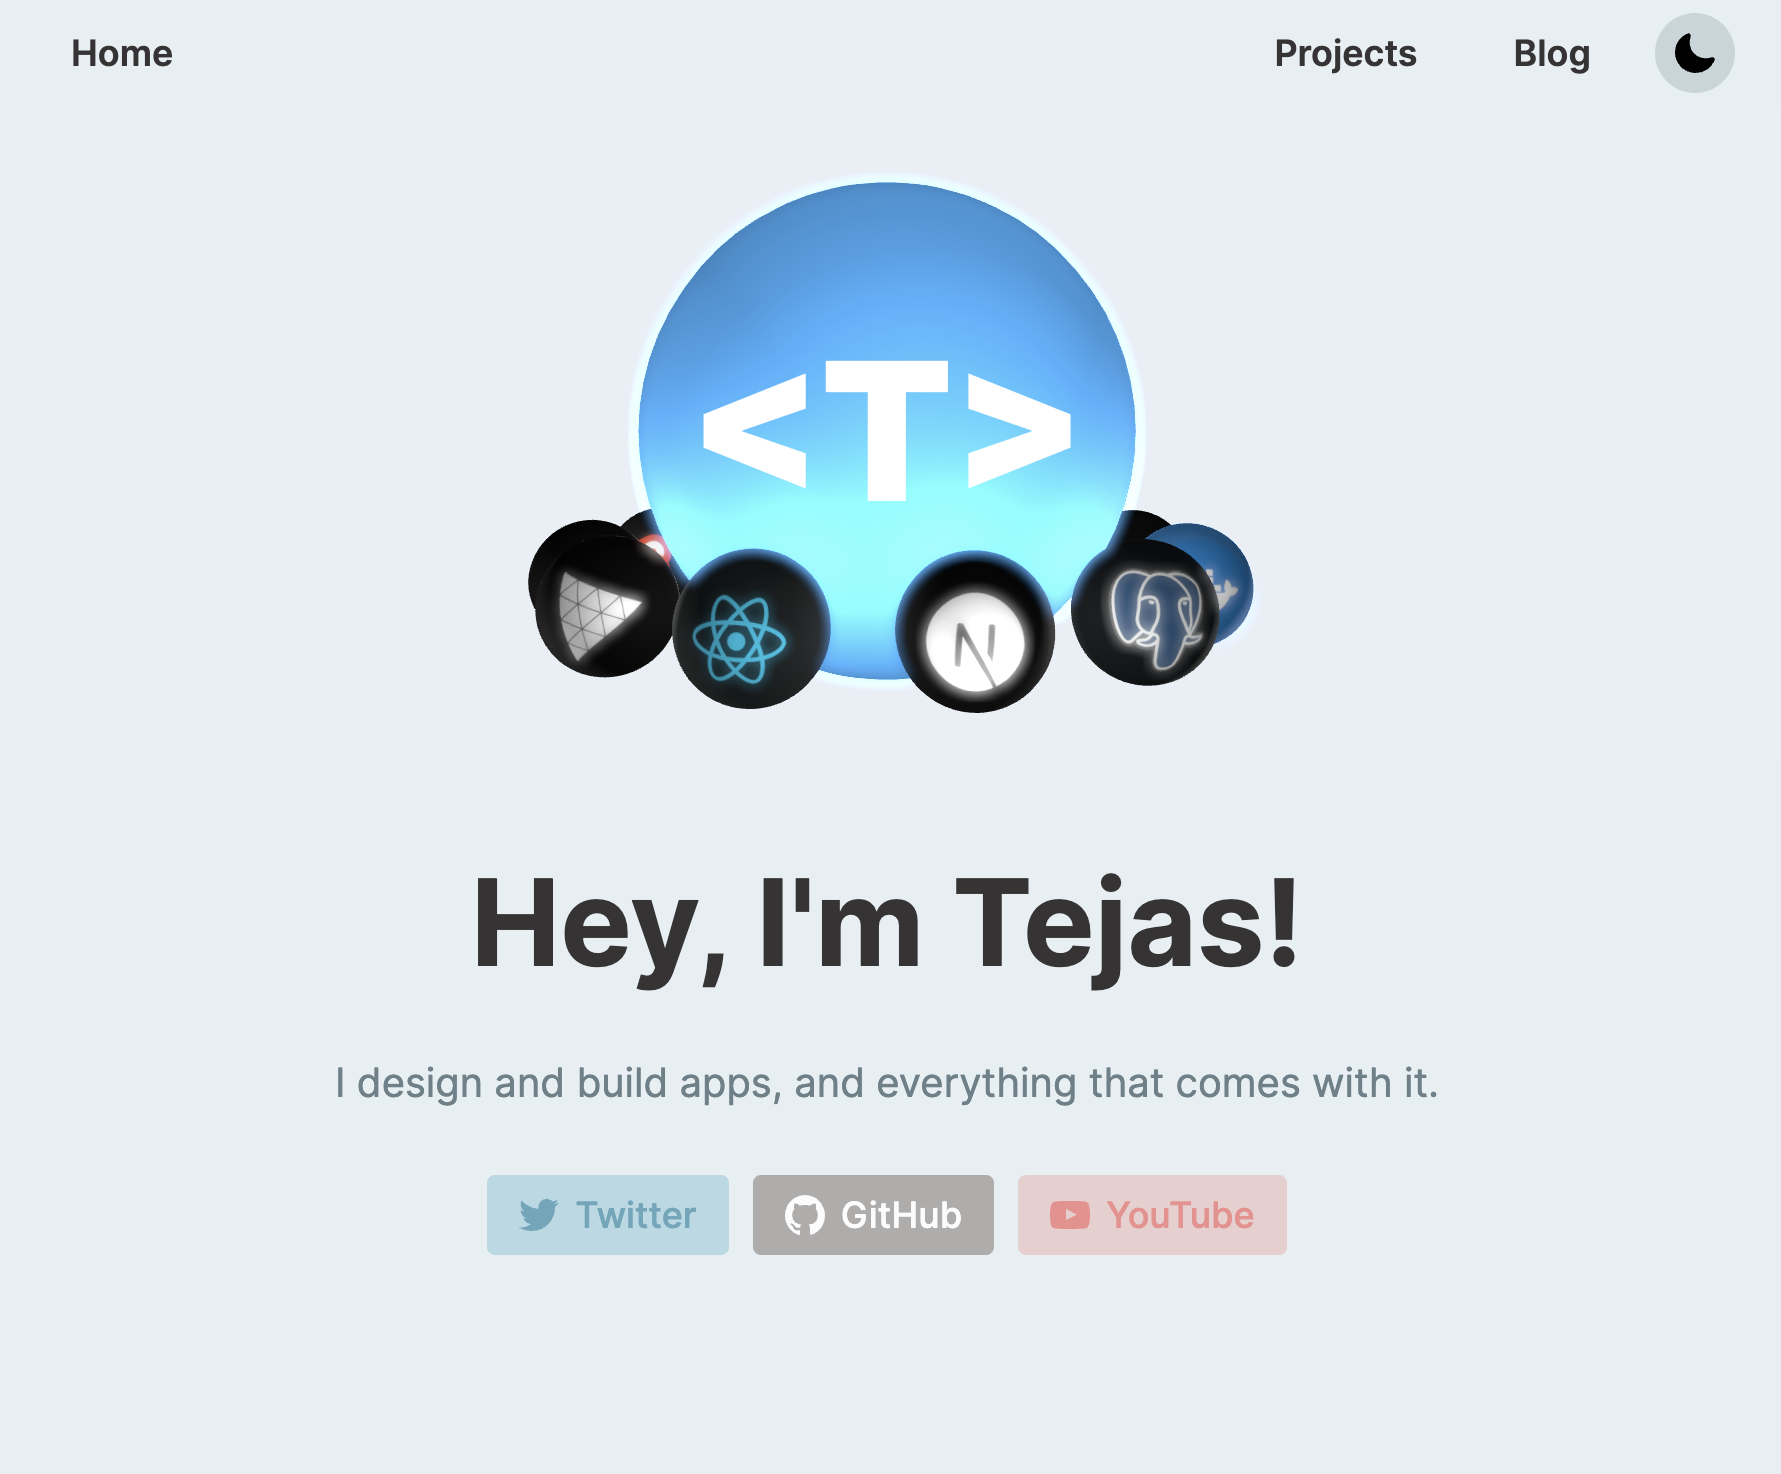 Home
Projects
Blog
<T>
N
Hey, I'm Tejas!
I design and build apps, and everything that comes with it.
Twitter
GitHub
YouTube